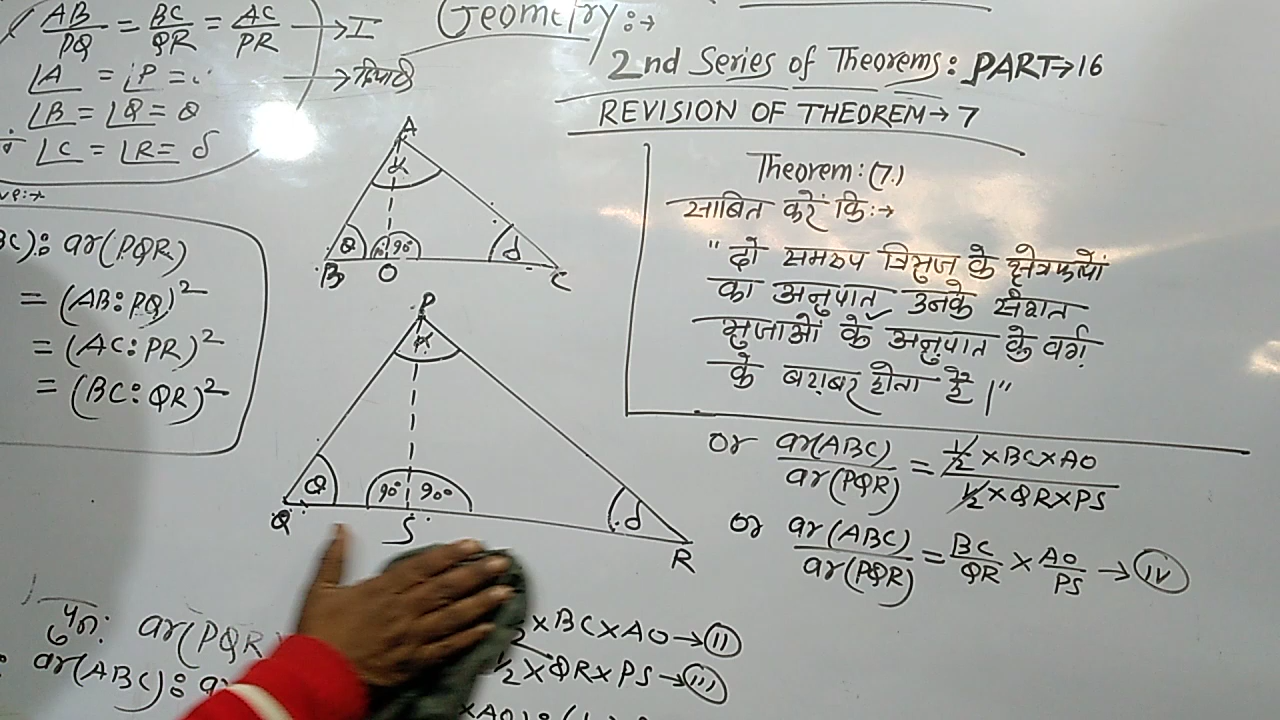 Geometry:→
2nd Series of Theorems: PART→16
REVISION OF THEOREM→7
AB/PQ = BC/QR = AC/PR →I
∠A = ∠P =
∠B = ∠Q = θ
∠C = ∠R = δ
BC): ar(PQR)
= (AB:PQ)²
= (AC:PR)²
= (BC:QR)²
A
α
θ 90° δ
B O C
P
α
θ 90° 90° δ
Q S R
Theorem:(7.)
साबित करें कि:→
"दो समरूप त्रिभुज के क्षेत्रफलों
का अनुपात उनके संगत
भुजाओं के अनुपात के वर्ग
के बराबर होता है।"
or ar(ABC)/ar(PQR) = ½×BC×AO/½×QR×PS
or ar(ABC)/ar(PQR) = BC/QR × AO/PS →(iv)
पुन: ar(PQR)
×BC×AO→(ii)
ar(ABC):
½×QR×PS→(iii)
×AO):